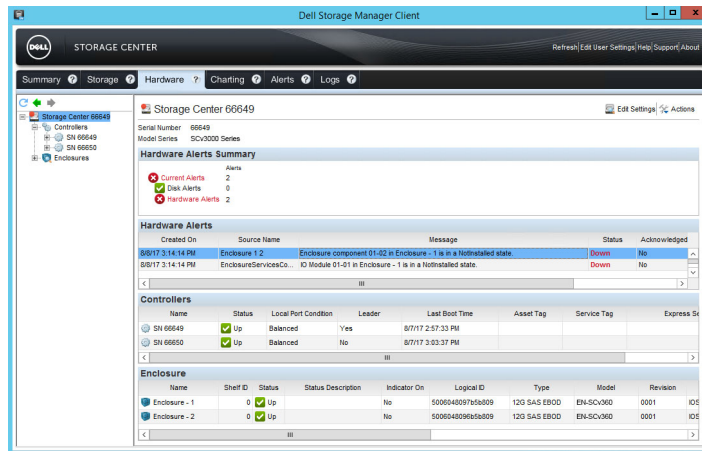 Dell Storage Manager Client
DELL STORAGE CENTER Refresh|Edit User Settings|Help|Support|About
Summary ? Storage ? Hardware ? Charting ? Alerts ? Logs ?
Storage Center 66649
Controllers
SN 66649
SN 66650
Enclosures
Storage Center 66649 Edit Settings Actions
Serial Number 66649
Model Series SCv3000 Series
Hardware Alerts Summary
Alerts
Current Alerts 2
Disk Alerts 0
Hardware Alerts 2
Hardware Alerts
Created On Source Name Message Status Acknowledged
8/8/17 3:14:14 PM Enclosure 1 2 Enclosure component 01-02 in Enclosure - 1 is in a NotInstalled state. Down No
8/8/17 3:14:14 PM EnclosureServicesCo... IO Module 01-01 in Enclosure - 1 is in a NotInstalled state. Down No
Controllers
Name Status Local Port Condition Leader Last Boot Time Asset Tag Service Tag Express Se
SN 66649 Up Balanced Yes 8/7/17 2:57:33 PM
SN 66650 Up Balanced No 8/7/17 3:03:37 PM
Enclosure
Name Shelf ID Status Status Description Indicator On Logical ID Type Model Revision
Enclosure - 1 0 Up No 5006048097b5b809 12G SAS EBOD EN-SCv360 0001 IOS
Enclosure - 2 0 Up No 5006048096b5b809 12G SAS EBOD EN-SCv360 0001 IOS